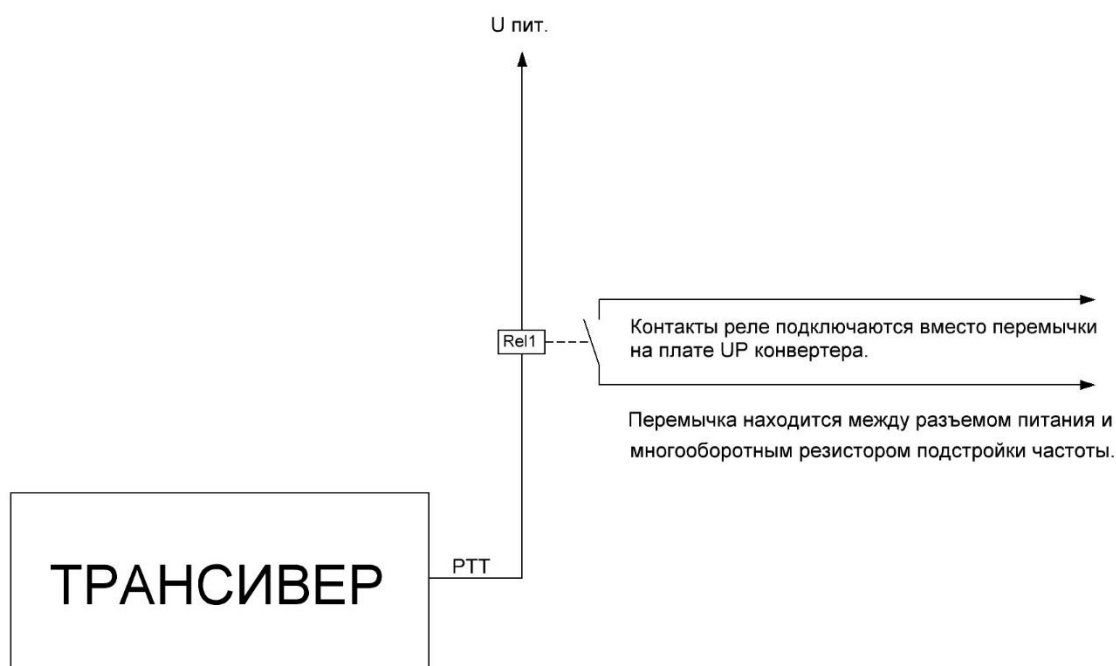 U пит.
Rel1
Контакты реле подключаются вместо перемычки
на плате UP конвертера.
Перемычка находится между разъемом питания и
многооборотным резистором подстройки частоты.
ТРАНСИВЕР
PTT